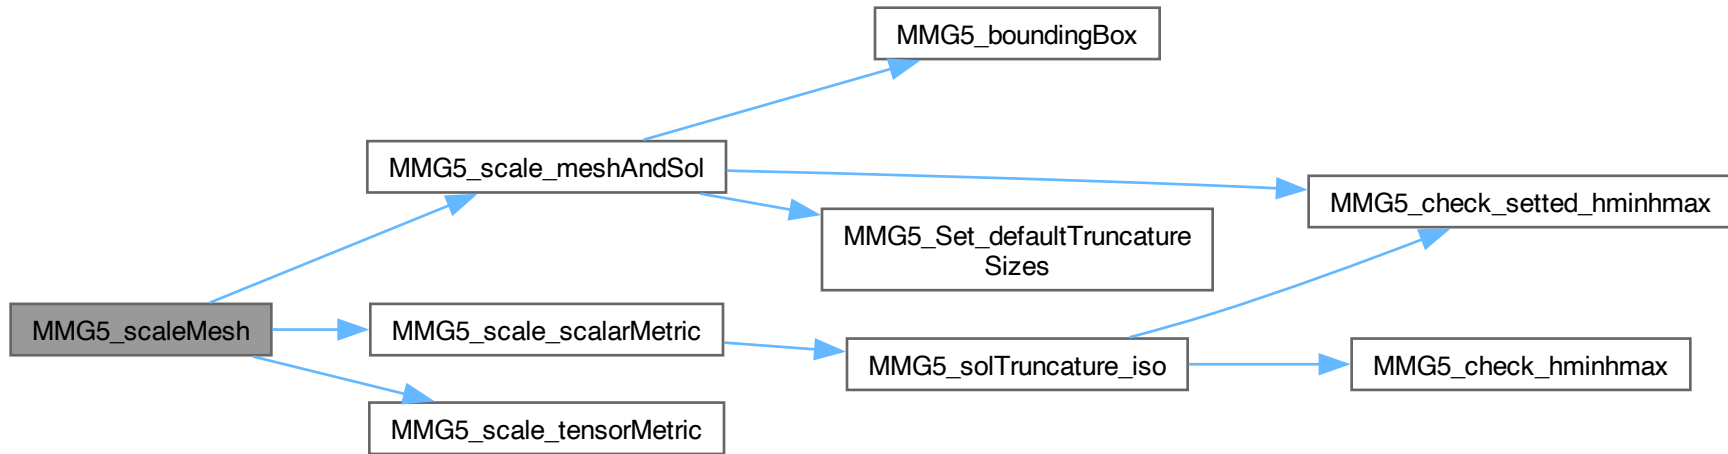 MMG5_boundingBox
MMG5_scale_meshAndSol
MMG5_check_setted_hminhmax
MMG5_Set_defaultTruncature
Sizes
MMG5_scaleMesh
MMG5_scale_scalarMetric
MMG5_solTruncature_iso
MMG5_check_hminhmax
MMG5_scale_tensorMetric